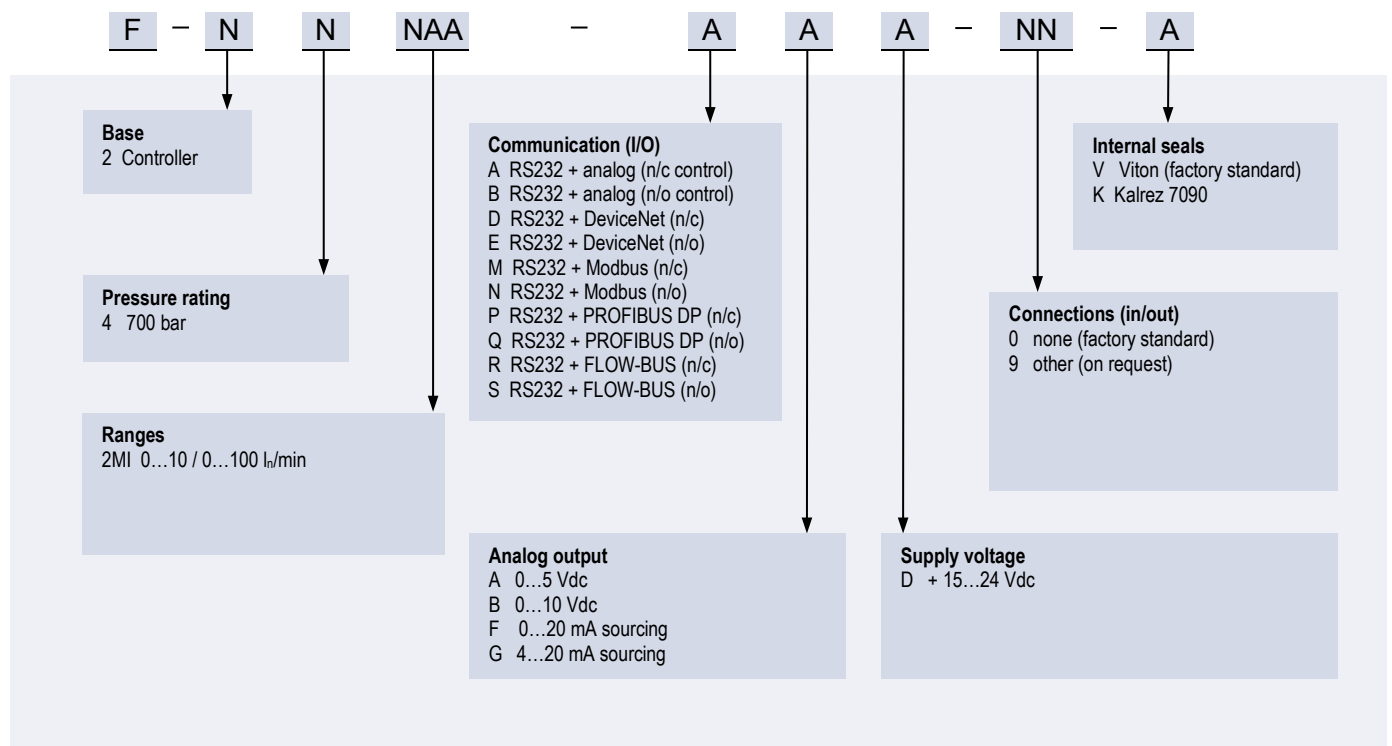 F – N N NAA – A A A – NN – A
Base
2 Controller
Pressure rating
4 700 bar
Ranges
2MI 0…10 / 0…100 lₙ/min
Communication (I/O)
A RS232 + analog (n/c control)
B RS232 + analog (n/o control)
D RS232 + DeviceNet (n/c)
E RS232 + DeviceNet (n/o)
M RS232 + Modbus (n/c)
N RS232 + Modbus (n/o)
P RS232 + PROFIBUS DP (n/c)
Q RS232 + PROFIBUS DP (n/o)
R RS232 + FLOW-BUS (n/c)
S RS232 + FLOW-BUS (n/o)
Analog output
A 0…5 Vdc
B 0…10 Vdc
F 0…20 mA sourcing
G 4…20 mA sourcing
Supply voltage
D + 15…24 Vdc
Connections (in/out)
0 none (factory standard)
9 other (on request)
Internal seals
V Viton (factory standard)
K Kalrez 7090